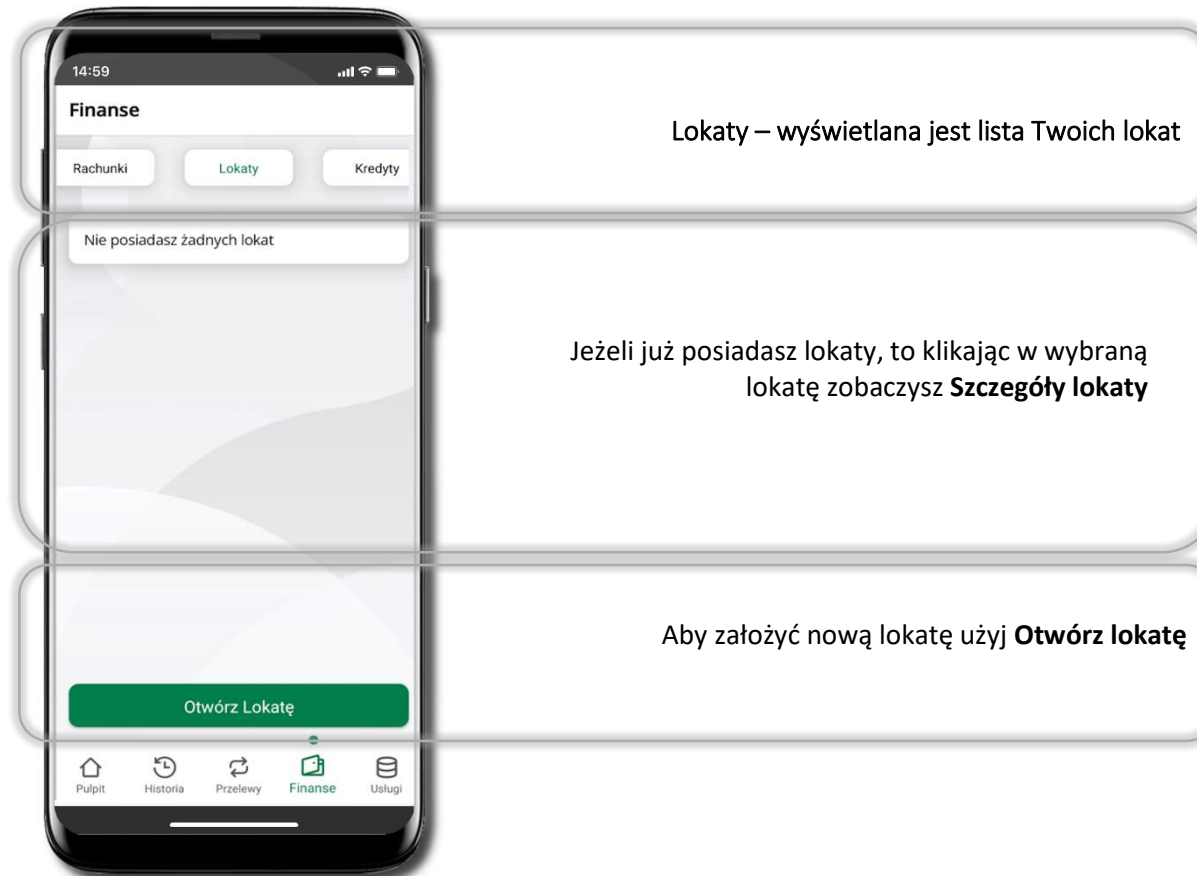 14:59
Finanse
Rachunki
Lokaty
Kredyty
Nie posiadasz żadnych lokat
Otwórz Lokatę
Pulpit
Historia
Przelewy
Finanse
Usługi
Lokaty – wyświetlana jest lista Twoich lokat
Jeżeli już posiadasz lokaty, to klikając w wybraną
lokatę zobaczysz Szczegóły lokaty
Aby założyć nową lokatę użyj Otwórz lokatę